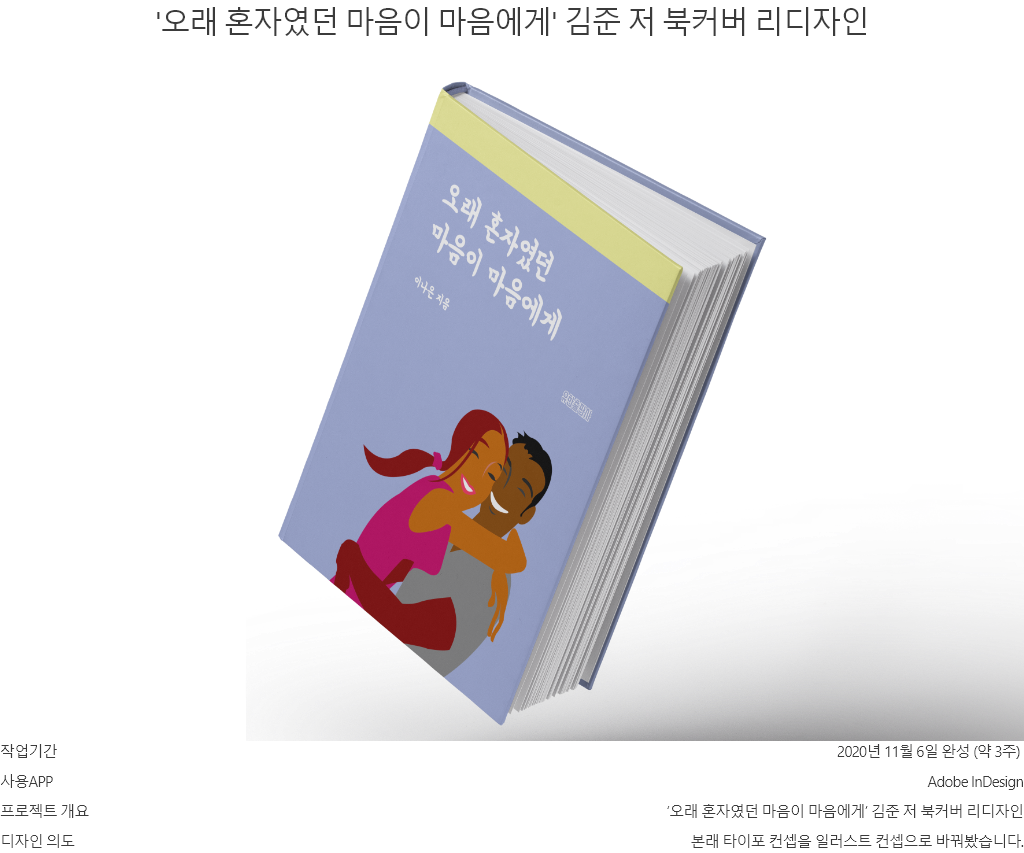 '오래 혼자였던 마음이 마음에게' 김준 저 북커버 리디자인
오래 혼자였던
마음이 마음에게
이나은 지음
작업기간
2020년 11월 6일 완성 (약 3주)
사용APP
Adobe InDesign
프로젝트 개요
'오래 혼자였던 마음이 마음에게' 김준 저 북커버 리디자인
디자인 의도
본래 타이포 컨셉을 일러스트 컨셉으로 바꿔봤습니다.